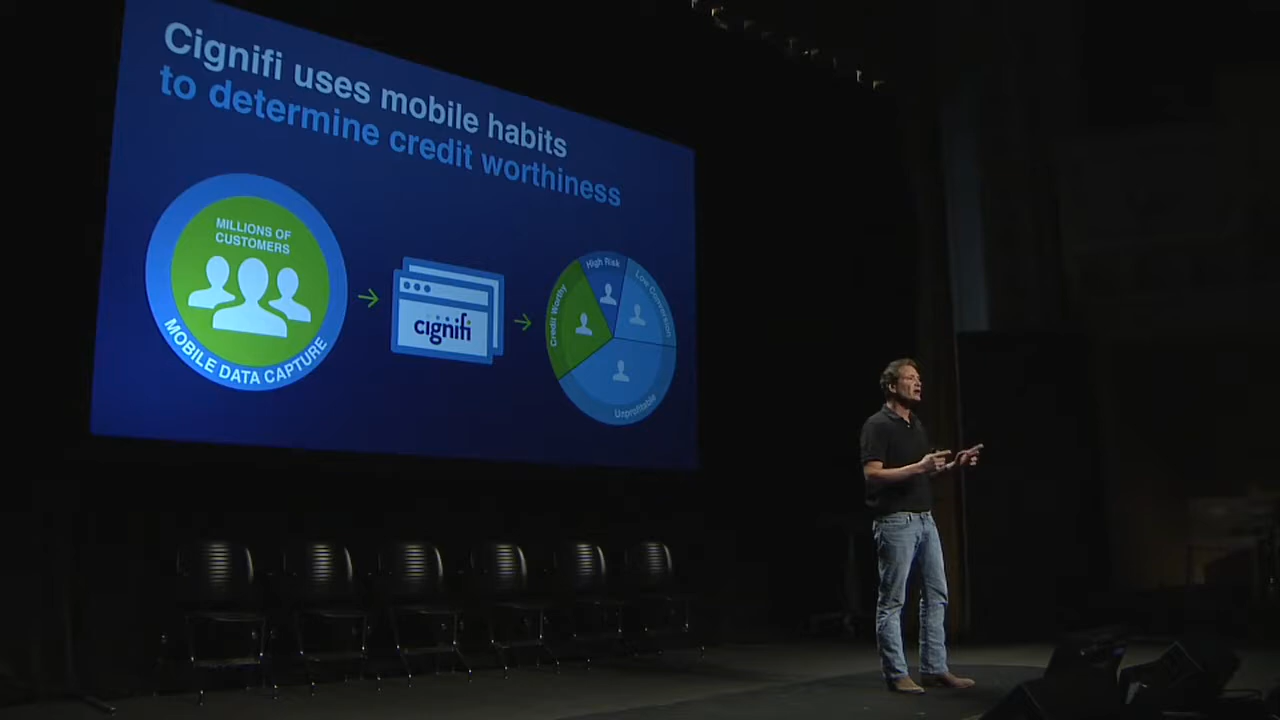 Cignifi uses mobile habits
to determine credit worthiness
MILLIONS OF
CUSTOMERS
MOBILE DATA CAPTURE
cignifi
Credit Worthy
High Risk
Low Conversion
Unprofitable